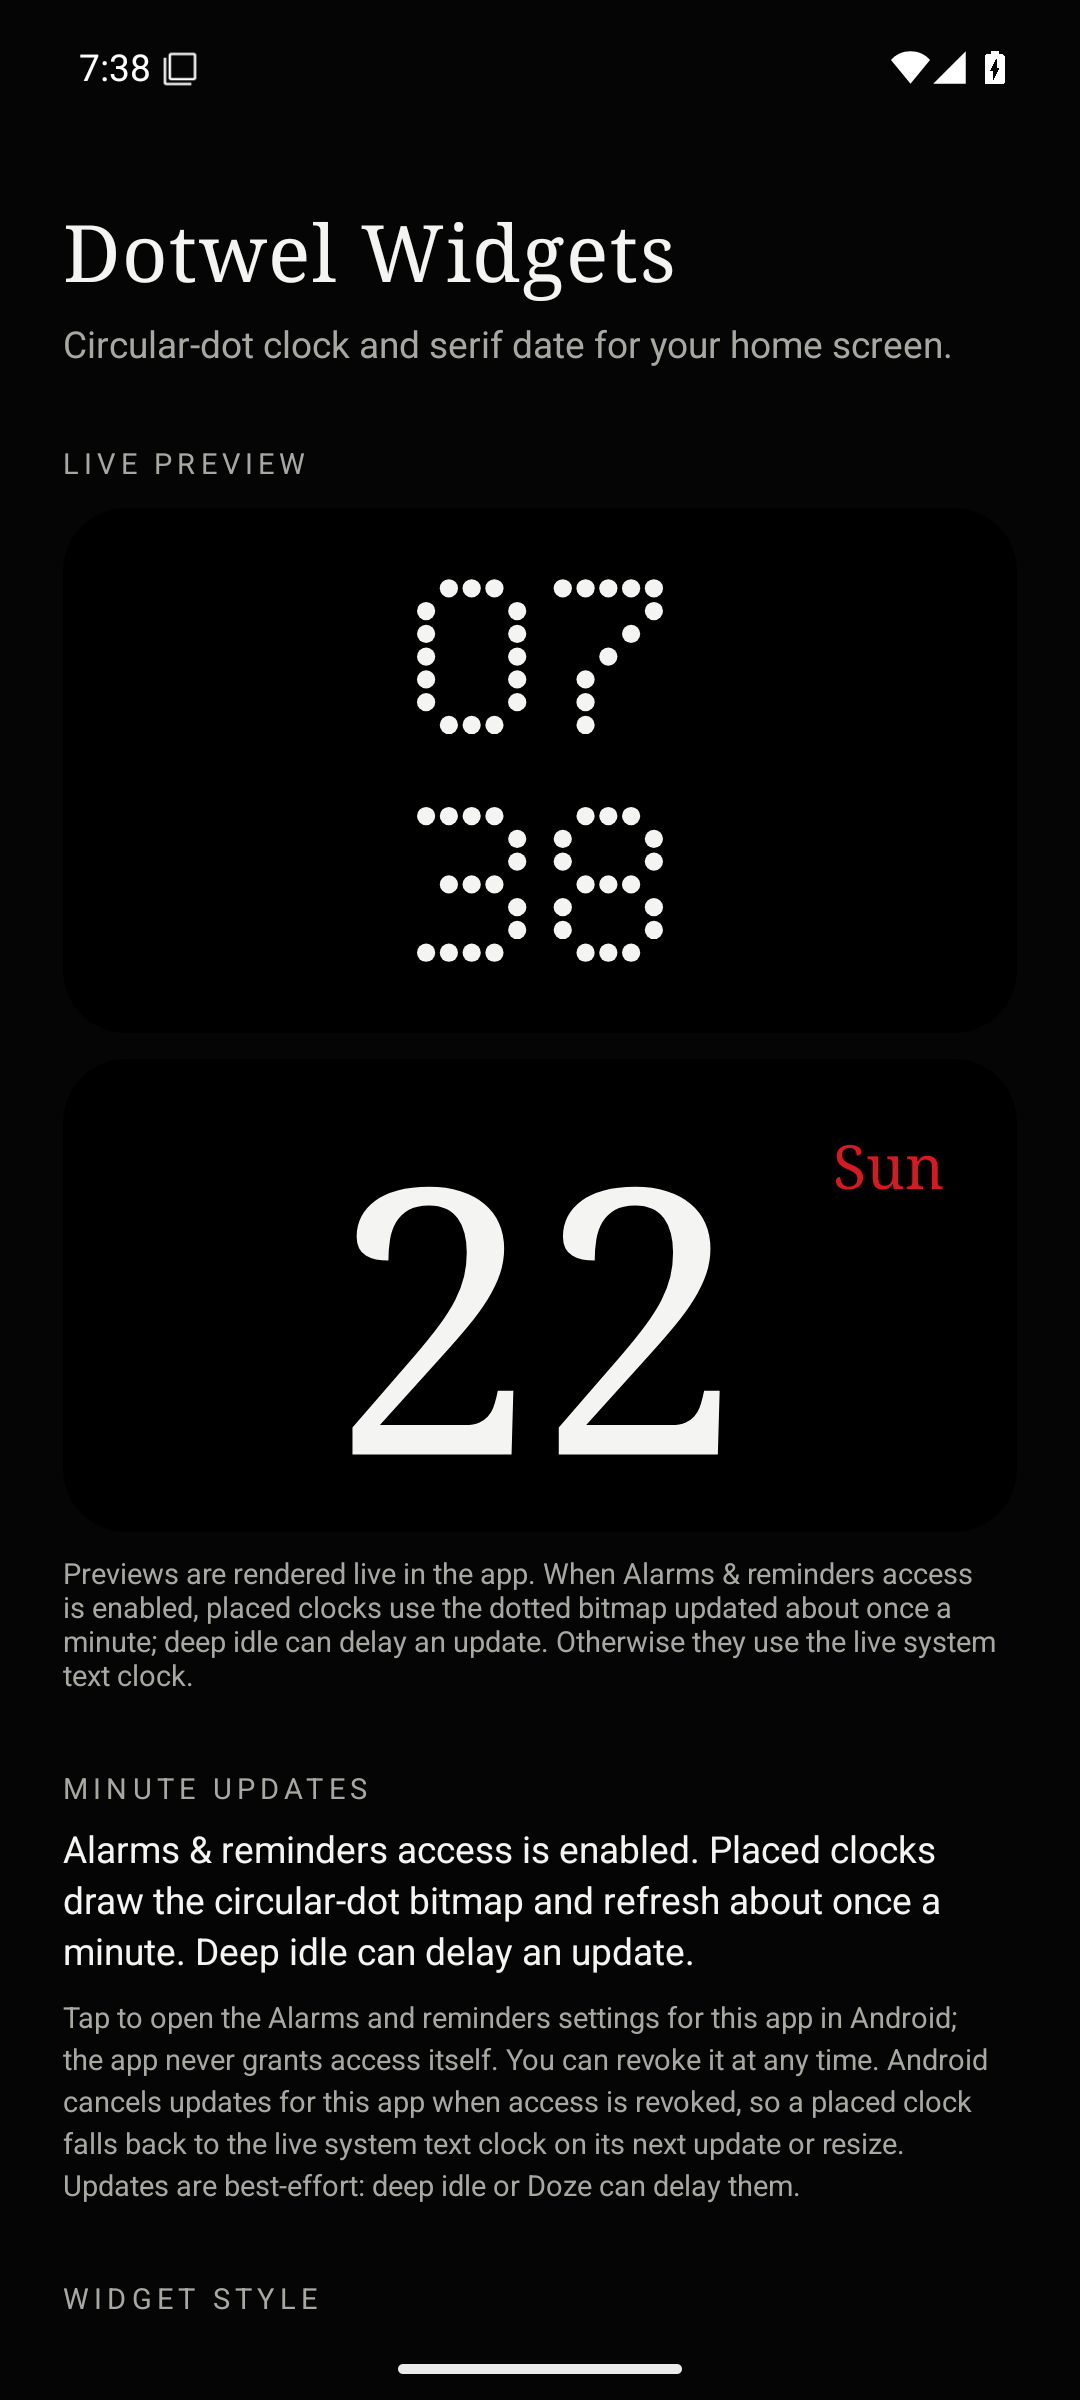 7:38
Dotwel Widgets
Circular-dot clock and serif date for your home screen.
LIVE PREVIEW
07
38
Sun
22
Previews are rendered live in the app. When Alarms & reminders access
is enabled, placed clocks use the dotted bitmap updated about once a
minute; deep idle can delay an update. Otherwise they use the live system
text clock.
MINUTE UPDATES
Alarms & reminders access is enabled. Placed clocks
draw the circular-dot bitmap and refresh about once a
minute. Deep idle can delay an update.
Tap to open the Alarms and reminders settings for this app in Android;
the app never grants access itself. You can revoke it at any time. Android
cancels updates for this app when access is revoked, so a placed clock
falls back to the live system text clock on its next update or resize.
Updates are best-effort: deep idle or Doze can delay them.
WIDGET STYLE